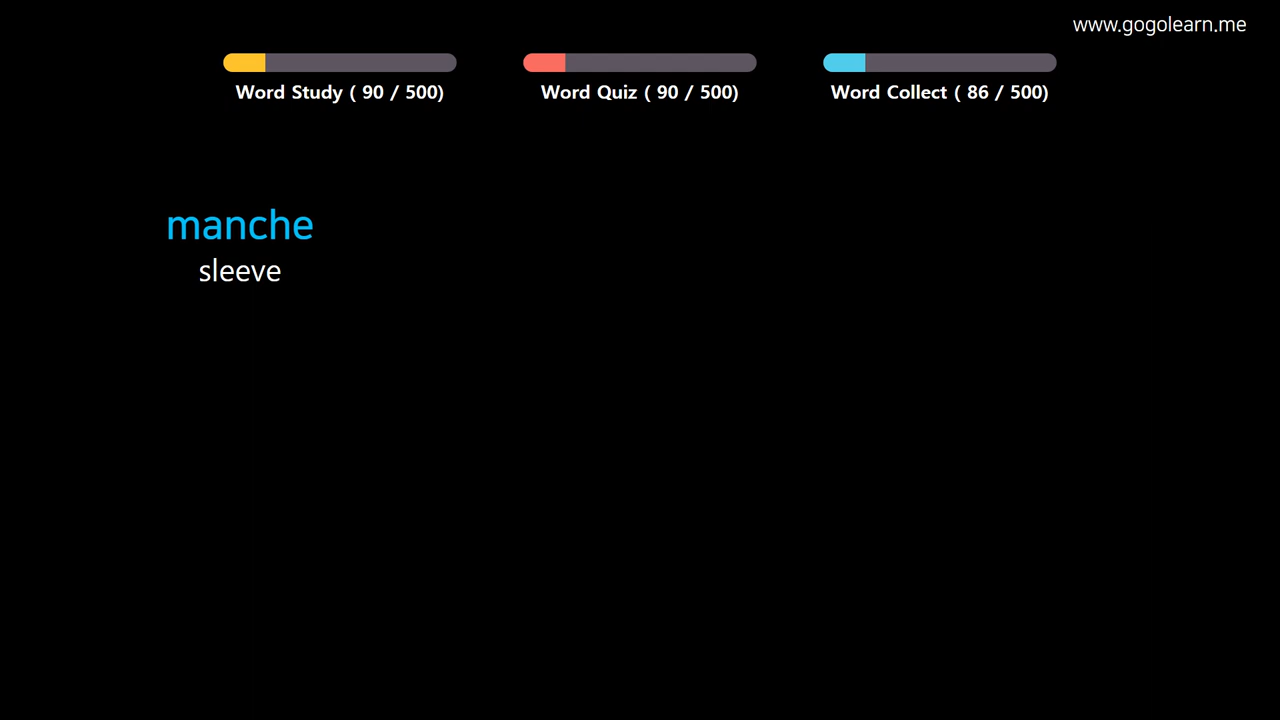 www.gogolearn.me
Word Study ( 90 / 500)
Word Quiz ( 90 / 500)
Word Collect ( 86 / 500)
manche
sleeve